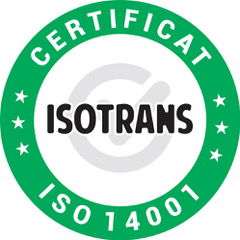 CERTIFICAT
ISOTRANS
ISO 14001